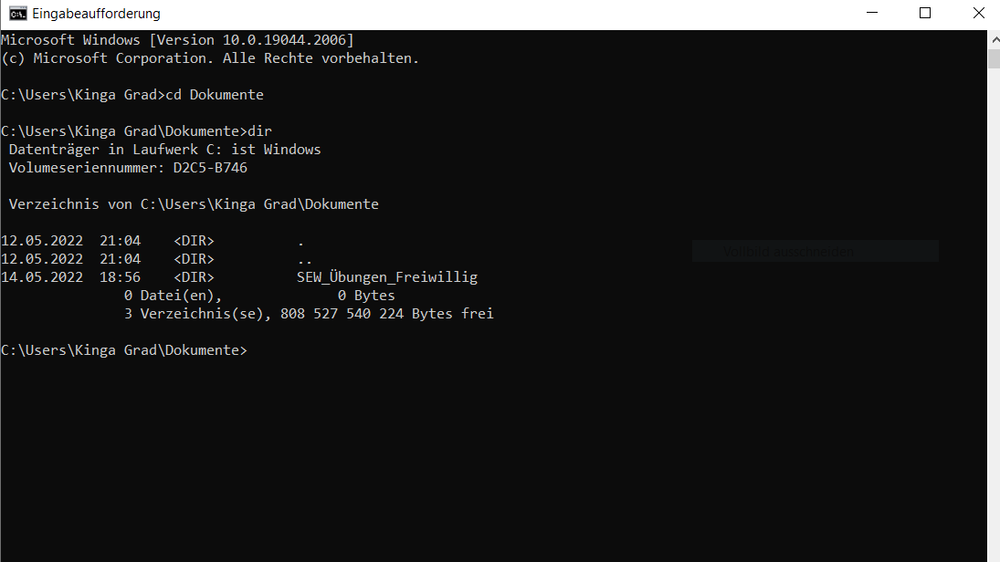 Eingabeaufforderung
Microsoft Windows [Version 10.0.19044.2006]
(c) Microsoft Corporation. Alle Rechte vorbehalten.
C:\Users\Kinga Grad>cd Dokumente
C:\Users\Kinga Grad\Dokumente>dir
Datenträger in Laufwerk C: ist Windows
Volumeseriennummer: D2C5-B746
Verzeichnis von C:\Users\Kinga Grad\Dokumente
12.05.2022  21:04    <DIR>          .
12.05.2022  21:04    <DIR>          ..
Vollbild ausschneiden
14.05.2022  18:56    <DIR>          SEW_Übungen_Freiwillig
0 Datei(en),              0 Bytes
3 Verzeichnis(se), 808 527 540 224 Bytes frei
C:\Users\Kinga Grad\Dokumente>